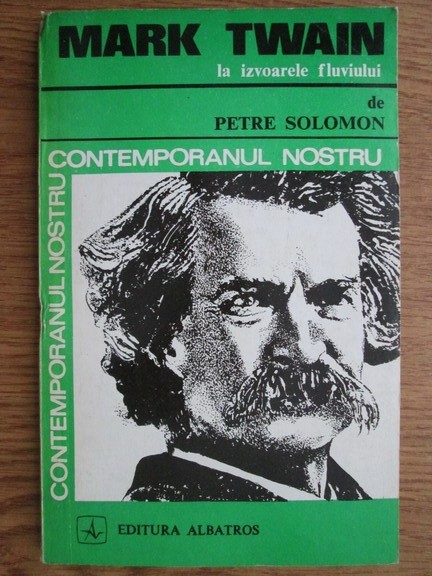 MARK TWAIN
la izvoarele fluviului
de
PETRE SOLOMON
CONTEMPORANUL NOSTRU
CONTEMPORANUL NOSTRU
EDITURA ALBATROS